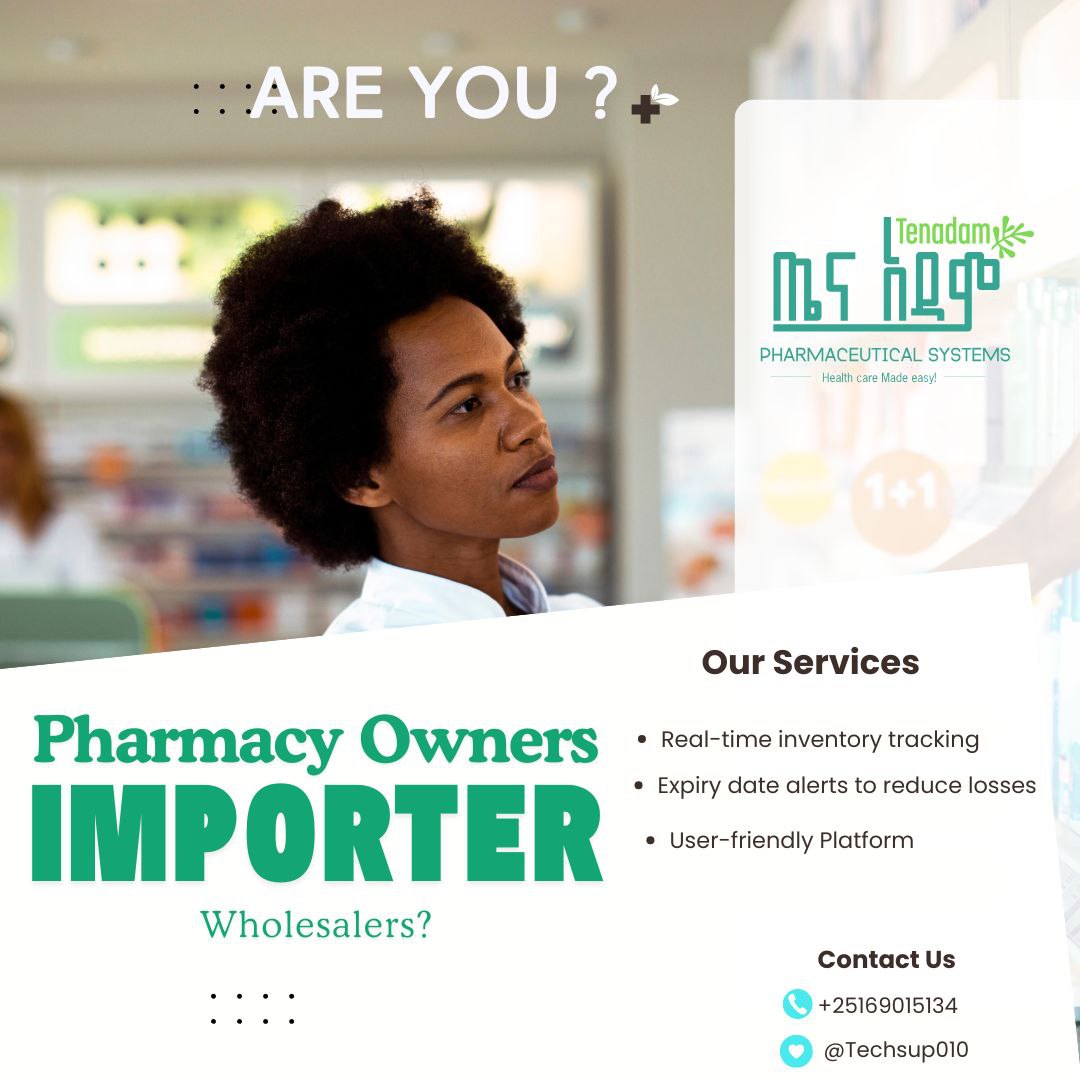 ARE YOU ?
Tenadam
ጤና አዳም
PHARMACEUTICAL SYSTEMS
Health care Made easy!
1+1
Our Services
Pharmacy Owners
IMPORTER
Wholesalers?
• Real-time inventory tracking
• Expiry date alerts to reduce losses
• User-friendly Platform
Contact Us
+25169015134
@Techsup010